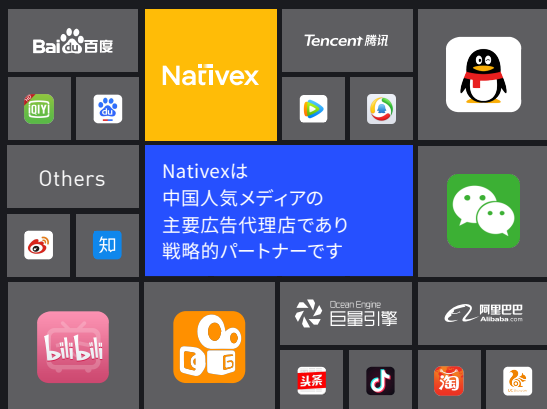 Bai du 百度
Nativex
Tencent 腾讯
QIY
Others
Nativexは
中国人気メディアの
主要広告代理店であり
戦略的パートナーです
知
bilibili
Ocean Engine
巨量引擎
阿里巴巴
Alibaba.com
头条
淘